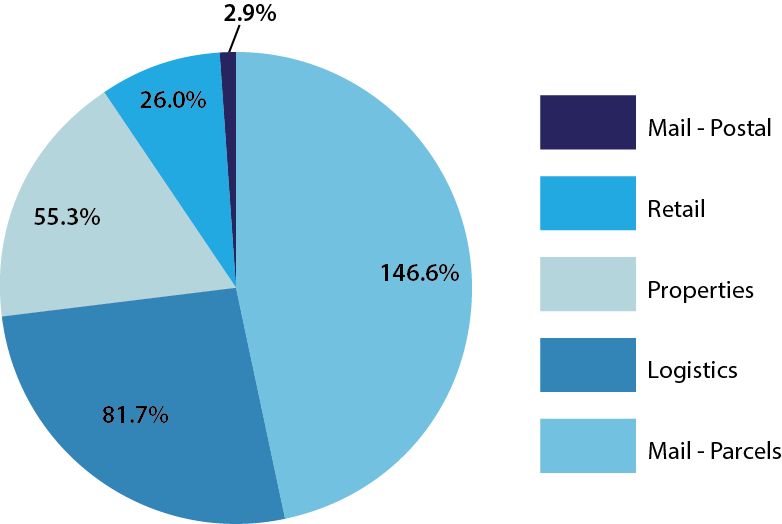 2.9%
26.0%
55.3%
146.6%
81.7%
Mail - Postal
Retail
Properties
Logistics
Mail - Parcels